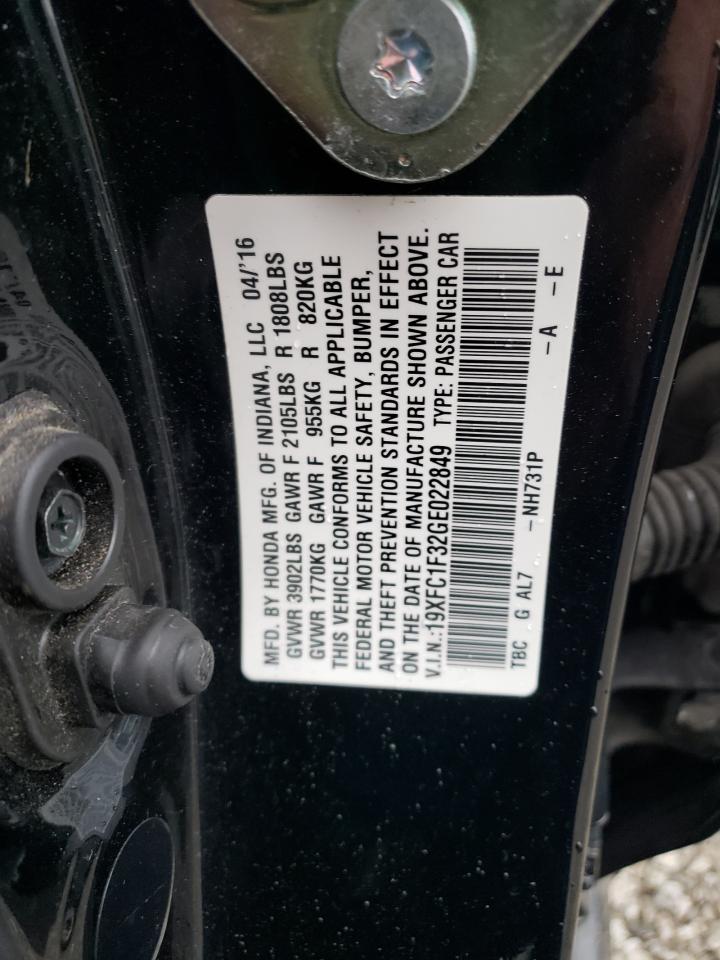 MFD. BY HONDA MFG. OF INDIANA, LLC 04/'16
GVWR 3902LBS GAWR F 2105LBS R 1808LBS
GVWR 1770KG GAWR F 955KG R 820KG
THIS VEHICLE CONFORMS TO ALL APPLICABLE
FEDERAL MOTOR VEHICLE SAFETY, BUMPER,
AND THEFT PREVENTION STANDARDS IN EFFECT
ON THE DATE OF MANUFACTURE SHOWN ABOVE.
V.I.N.:19XFC1F32GE022849 TYPE: PASSENGER CAR
TBC G AL7 -NH731P -A -E